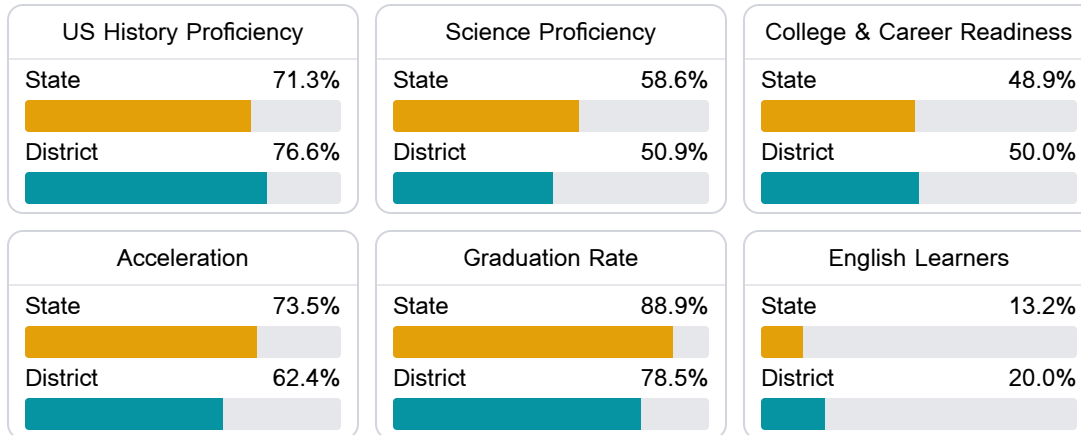 US History Proficiency
State 71.3%
District 76.6%
Science Proficiency
State 58.6%
District 50.9%
College & Career Readiness
State 48.9%
District 50.0%
Acceleration
State 73.5%
District 62.4%
Graduation Rate
State 88.9%
District 78.5%
English Learners
State 13.2%
District 20.0%